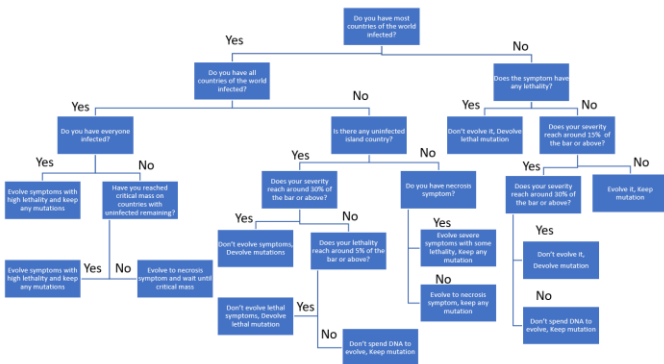 Do you have most
countries of the world
infected?
Yes
No
Do you have all
countries of the world
infected?
Does the symptom have
any lethality?
Yes
No
Yes
No
Do you have everyone
infected?
Is there any uninfected
island country?
Don't evolve it, Devolve
lethal mutation
Does your severity
reach around 15% of
the bar or above?
Yes
No
Yes
No
Yes
No
Evolve symptoms with
high lethality and keep
any mutations
Have you reached
critical mass on
countries with
uninfected remaining?
Does your severity
reach around 30% of
the bar or above?
Do you have necrosis
symptom?
Does your severity
reach around 30% of
the bar or above?
Evolve it, Keep
mutation
Yes
No
Yes
Yes
Don't evolve symptoms,
Devolve mutations
Does your lethality
reach around 5% of the
bar or above?
Evolve severe
symptoms with some
lethality, Keep any
mutation
Don't evolve it,
Devolve mutation
Evolve symptoms with
high lethality and keep
any mutations
Yes
No
Evolve to necrosis
symptom and wait until
critical mass
No
No
Don't evolve lethal
symptoms, Devolve
lethal mutation
Yes
Evolve to necrosis
symptom, keep any
mutation
Don't spend DNA to
evolve, Keep mutation
No
Don't spend DNA to
evolve, Keep mutation